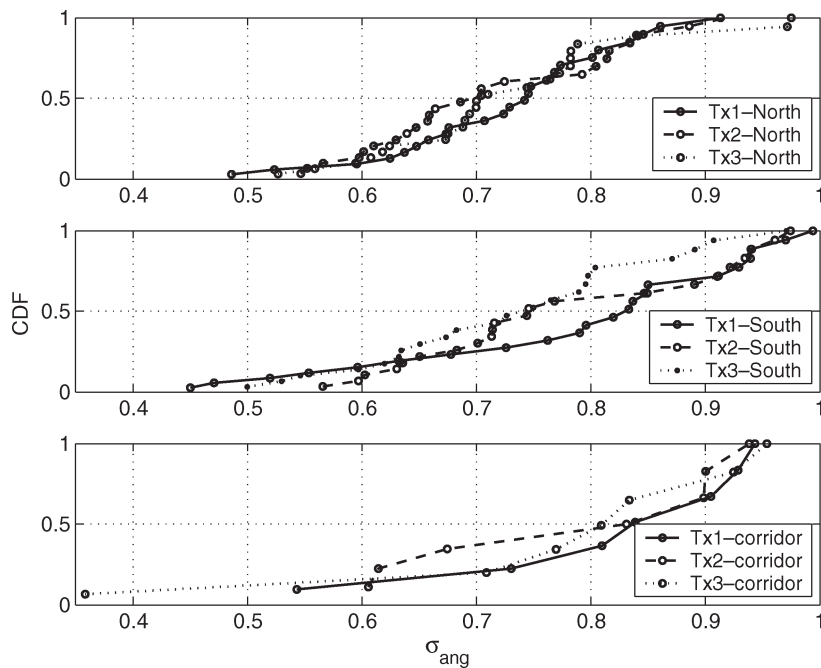 1
0.5
0
0.4 0.5 0.6 0.7 0.8 0.9 1
Tx1–North
Tx2–North
Tx3–North
1
0.5
0
0.4 0.5 0.6 0.7 0.8 0.9 1
CDF
Tx1–South
Tx2–South
Tx3–South
1
0.5
0
0.4 0.5 0.6 0.7 0.8 0.9 1
Tx1–corridor
Tx2–corridor
Tx3–corridor
σ_ang